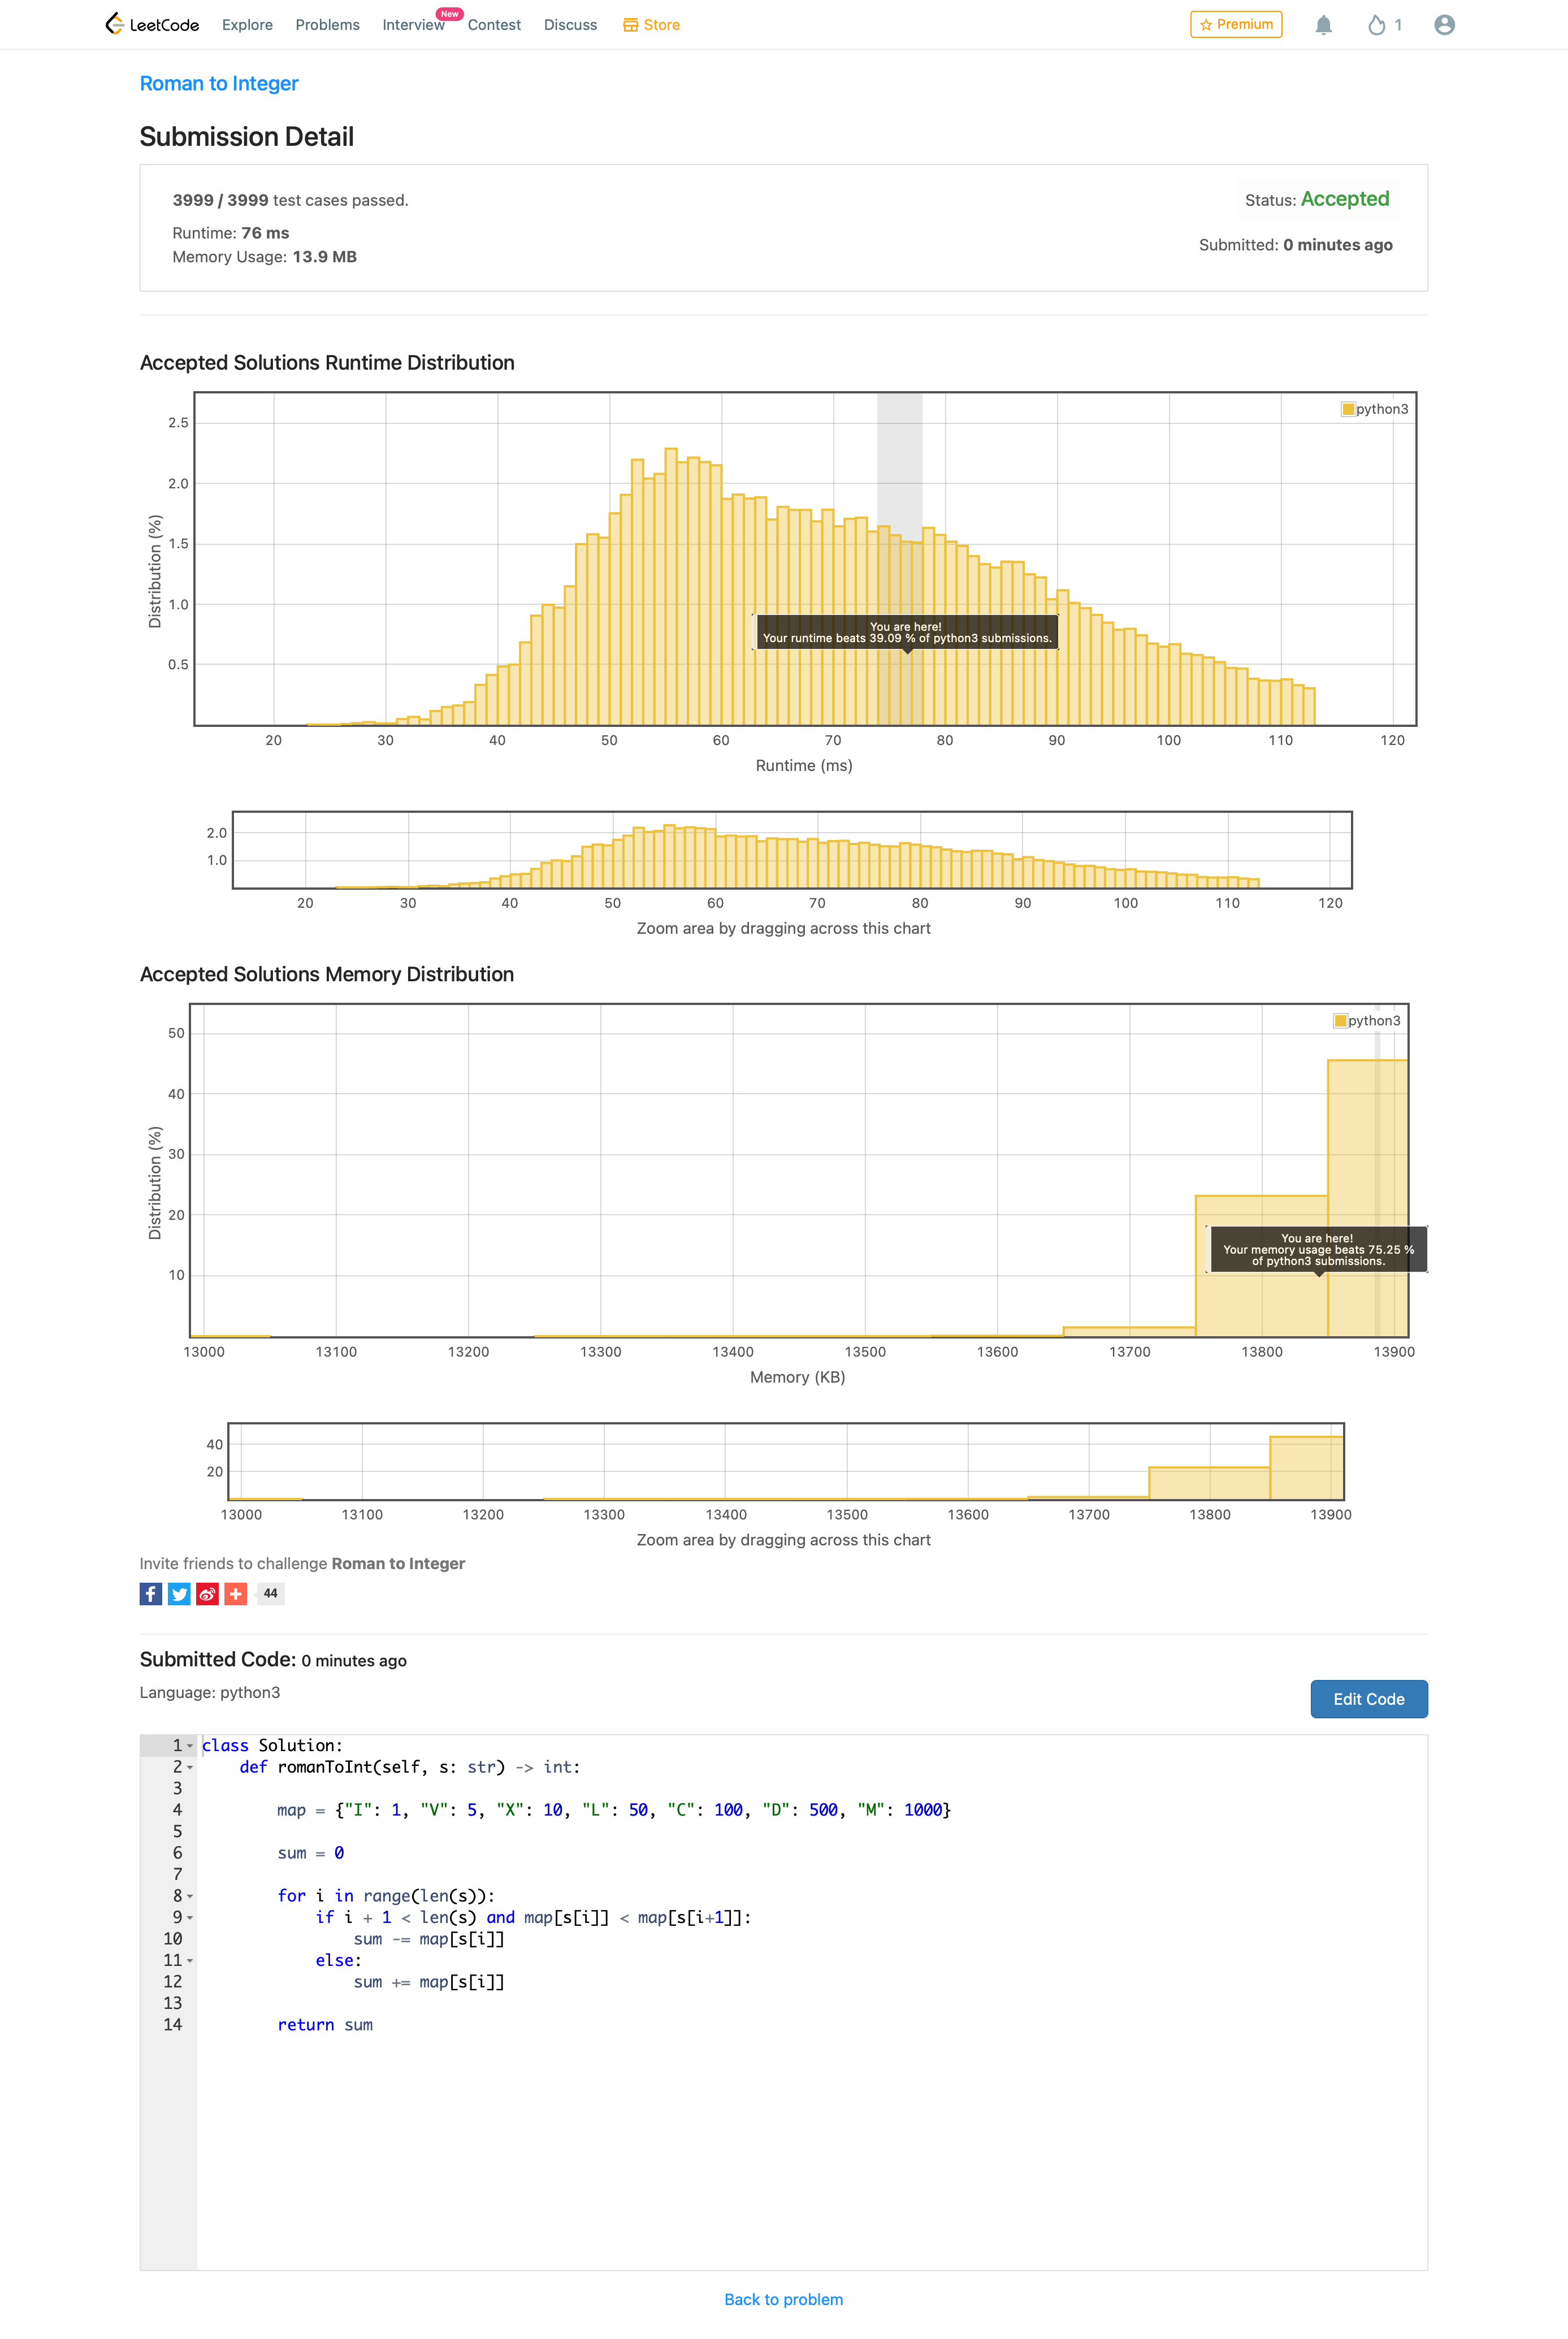 LeetCode Explore Problems Interview New Contest Discuss Store Premium 1
Roman to Integer
Submission Detail
3999 / 3999 test cases passed.
Status: Accepted
Runtime: 76 ms
Submitted: 0 minutes ago
Memory Usage: 13.9 MB
Accepted Solutions Runtime Distribution
python3
2.5
2.0
1.5
1.0
0.5
Distribution (%)
You are here!
Your runtime beats 39.09 % of python3 submissions.
20 30 40 50 60 70 80 90 100 110 120
Runtime (ms)
2.0
1.0
20 30 40 50 60 70 80 90 100 110 120
Zoom area by dragging across this chart
Accepted Solutions Memory Distribution
python3
50
40
30
20
10
Distribution (%)
You are here!
Your memory usage beats 75.25 %
of python3 submissions.
13000 13100 13200 13300 13400 13500 13600 13700 13800 13900
Memory (KB)
40
20
13000 13100 13200 13300 13400 13500 13600 13700 13800 13900
Zoom area by dragging across this chart
Invite friends to challenge Roman to Integer
44
Submitted Code: 0 minutes ago
Language: python3
Edit Code
1 class Solution:
2     def romanToInt(self, s: str) -> int:
3
4         map = {"I": 1, "V": 5, "X": 10, "L": 50, "C": 100, "D": 500, "M": 1000}
5
6         sum = 0
7
8         for i in range(len(s)):
9             if i + 1 < len(s) and map[s[i]] < map[s[i+1]]:
10                 sum -= map[s[i]]
11             else:
12                 sum += map[s[i]]
13
14         return sum
Back to problem